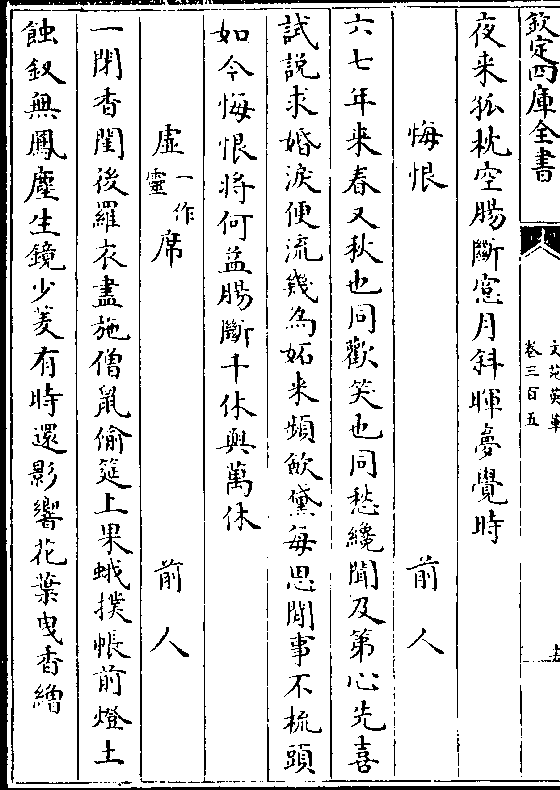 欽定四庫全書
文苑英華
卷三百五
夜来孤枕空腸斷窓月斜暉夢覺時
悔恨 前人
六七年来春又秋也同歡笑也同愁纔聞及第心先喜
試説求婚淚便流幾為妬来頻歛黛每思閒事不梳頭
如今悔恨將何益腸斷千休與萬休
虛一作靈席 前人
一閉香閨後羅衣盡施僧鼠偷筵上果蛾撲帳前燈土
蝕釵無鳳塵生鏡少菱有時還影響花葉曳香繒